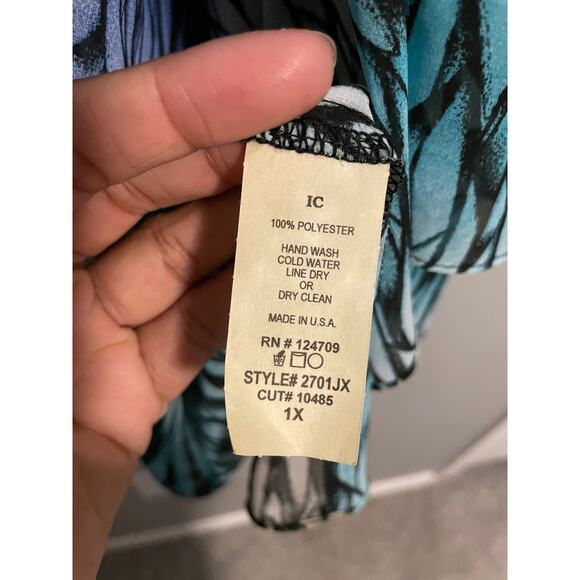 IC
100% POLYESTER
HAND WASH
COLD WATER
LINE DRY
OR
DRY CLEAN
MADE IN U.S.A.
RN # 124709
STYLE# 2701JX
CUT# 10485
1X